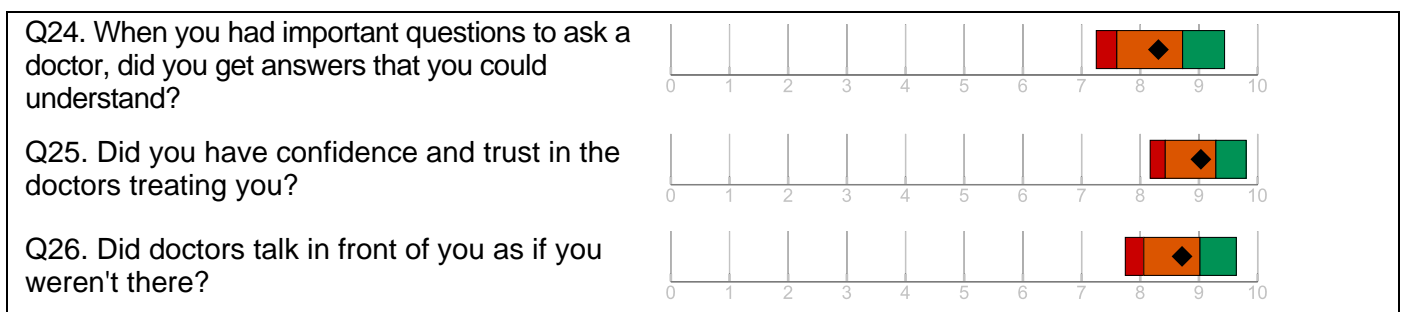 Q24. When you had important questions to ask a
doctor, did you get answers that you could
understand?
0 1 2 3 4 5 6 7 8 9 10
Q25. Did you have confidence and trust in the
doctors treating you?
0 1 2 3 4 5 6 7 8 9 10
Q26. Did doctors talk in front of you as if you
weren't there?
0 1 2 3 4 5 6 7 8 9 10